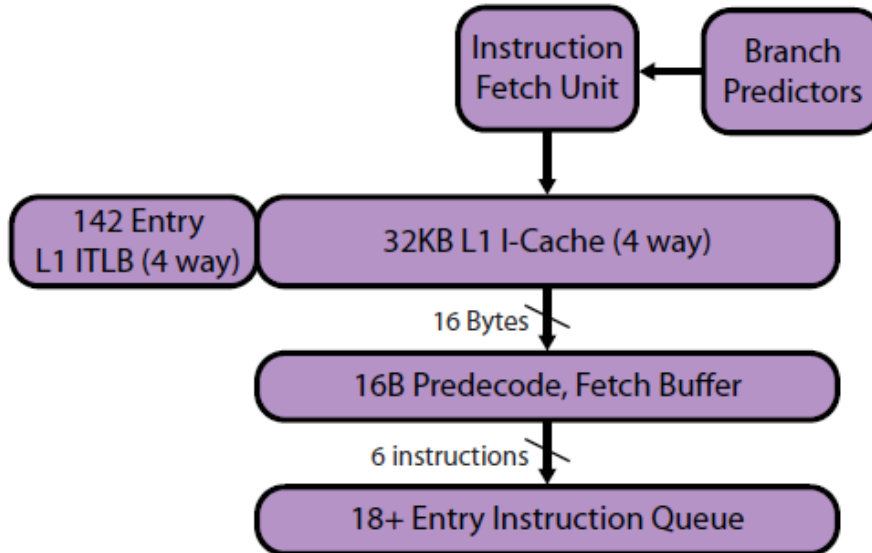 Instruction
Fetch Unit
Branch
Predictors
142 Entry
L1 ITLB (4 way)
32KB L1 I-Cache (4 way)
16 Bytes
16B Predecode, Fetch Buffer
6 instructions
18+ Entry Instruction Queue